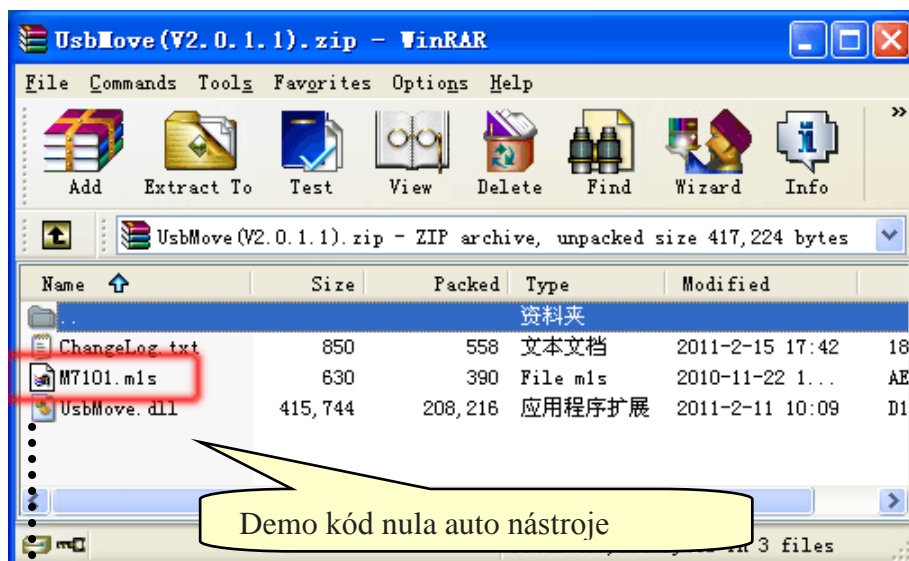 UsbMove(V2.0.1.1).zip - WinRAR
File Commands Tools Favorites Options Help
»
Add Extract To Test View Delete Find Wizard Info
UsbMove(V2.0.1.1).zip - ZIP archive, unpacked size 417,224 bytes
Name Size Packed Type Modified
.. 资料夹
ChangeLog.txt 850 558 文本文档 2011-2-15 17:42 18
M7101.m1s 630 390 File m1s 2010-11-22 1... AE
UsbMove.dll 415,744 208,216 应用程序扩展 2011-2-11 10:09 D1
Demo kód nula auto nástroje
in 3 files